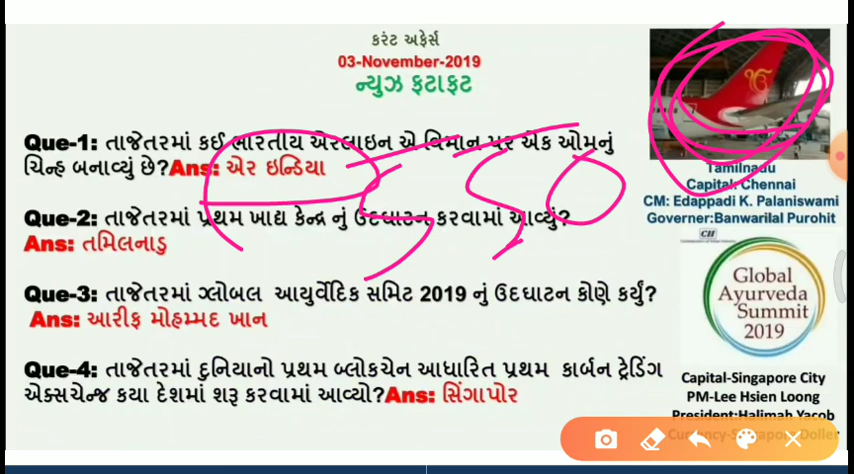 કરંટ અફેર્સ
03-November-2019
ન્યુઝ ફટાફટ
Que-1: તાજેતરમાં કઈ ભારતીય એરલાઇન એ વિમાન પર એક ઓમનું
ચિન્હ બનાવ્યું છે?Ans: એર ઇન્ડિયા
Que-2: તાજેતરમાં પ્રથમ ખાદ્ય કેન્દ્ર નું ઉદઘાટન કરવામાં આવ્યું?
Ans: તમિલનાડુ
Que-3: તાજેતરમાં ગ્લોબલ આયુર્વેદિક સમિટ 2019 નું ઉદઘાટન કોણે કર્યું?
Ans: આરીફ મોહમ્મદ ખાન
Que-4: તાજેતરમાં દુનિયાનો પ્રથમ બ્લોકચેન આધારિત પ્રથમ કાર્બન ટ્રેડિંગ
એક્સચેન્જ કયા દેશમાં શરૂ કરવામાં આવ્યો?Ans: સિંગાપોર
ੴ
Tamilnadu
Capital: Chennai
CM: Edappadi K. Palaniswami
Governer:Banwarilal Purohit
CII
Global
Ayurveda
Summit
2019
Capital-Singapore City
PM-Lee Hsien Loong
President:Halimah Yacob
550